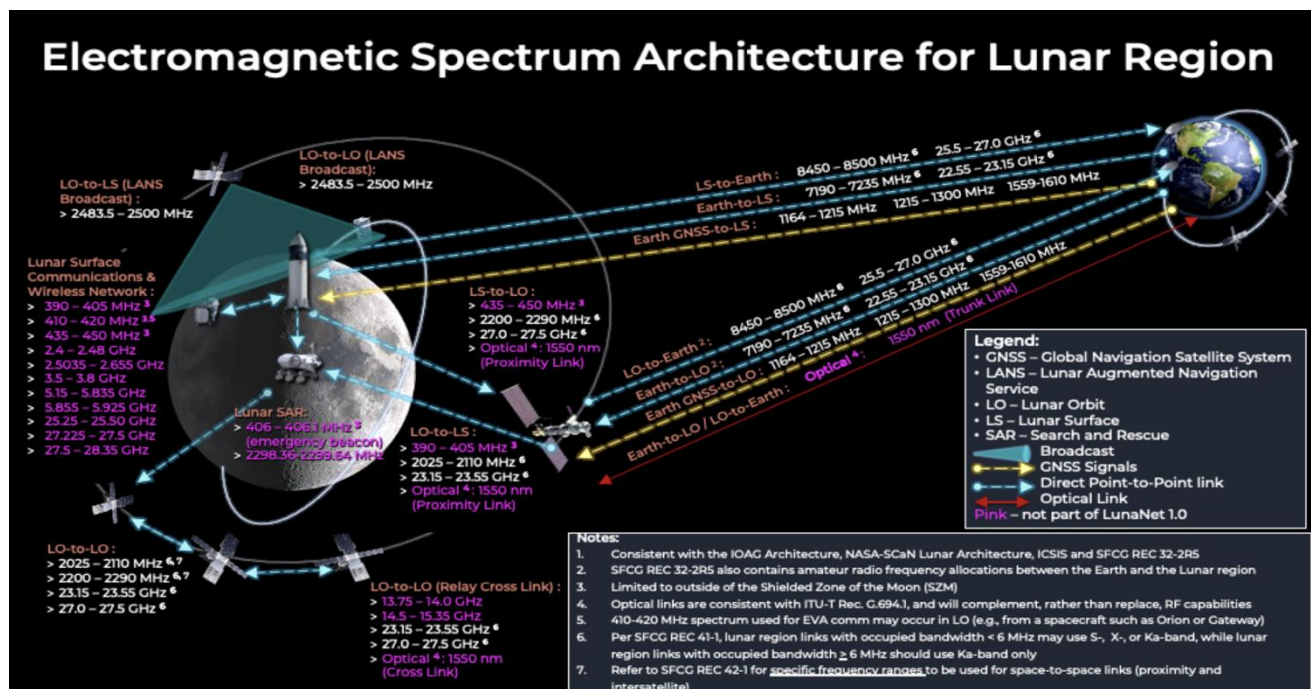 Electromagnetic Spectrum Architecture for Lunar Region
LO-to-LO (LANS
Broadcast):
> 2483.5 – 2500 MHz
LO-to-LS (LANS
Broadcast) :
> 2483.5 – 2500 MHz
LS-to-Earth : 8450 – 8500 MHz ⁶ 25.5 – 27.0 GHz ⁶
Earth-to-LS : 7190 – 7235 MHz ⁶ 22.55 – 23.15 GHz ⁶
Earth GNSS-to-LS : 1164 – 1215 MHz 1215 – 1300 MHz 1559-1610 MHz
Lunar Surface
Communications &
Wireless Network :
> 390 – 405 MHz ³
> 410 – 420 MHz ³·⁵
> 435 – 450 MHz ³
> 2.4 – 2.48 GHz
> 2.5035 – 2.655 GHz
> 3.5 – 3.8 GHz
> 5.15 – 5.835 GHz
> 5.855 – 5.925 GHz
> 25.25 – 25.50 GHz
> 27.225 – 27.5 GHz
> 27.5 – 28.35 GHz
LS-to-LO :
> 435 – 450 MHz ³
> 2200 – 2290 MHz ⁶
> 27.0 – 27.5 GHz ⁶
> Optical ⁴ : 1550 nm
(Proximity Link)
LO-to-Earth ² : 8450 – 8500 MHz ⁶ 25.5 – 27.0 GHz ⁶
Earth-to-LO ² : 7190 – 7235 MHz ⁶ 22.55 – 23.15 GHz ⁶
Earth GNSS-to-LO : 1164 – 1215 MHz 1215 – 1300 MHz 1559-1610 MHz
Earth-to-LO / LO-to-Earth : Optical ⁴ : 1550 nm (Trunk Link)
Lunar SAR:
> 406 – 406.1 MHz ³
(emergency beacon)
> 2298.36-2299.64 MHz
LO-to-LS :
> 390 – 405 MHz ³
> 2025 – 2110 MHz ⁶
> 23.15 – 23.55 GHz ⁶
> Optical ⁴ : 1550 nm
(Proximity Link)
Legend:
• GNSS – Global Navigation Satellite System
• LANS – Lunar Augmented Navigation
Service
• LO – Lunar Orbit
• LS – Lunar Surface
• SAR – Search and Rescue
Broadcast
GNSS Signals
Direct Point-to-Point link
Optical Link
Pink – not part of LunaNet 1.0
LO-to-LO :
> 2025 – 2110 MHz ⁶·⁷
> 2200 – 2290 MHz ⁶·⁷
> 23.15 – 23.55 GHz ⁶
> 27.0 – 27.5 GHz ⁶
LO-to-LO (Relay Cross Link) :
> 13.75 – 14.0 GHz
> 14.5 – 15.35 GHz
> 23.15 – 23.55 GHz ⁶
> 27.0 – 27.5 GHz ⁶
> Optical ⁴ : 1550 nm
(Cross Link)
Notes:
1. Consistent with the IOAG Architecture, NASA-SCaN Lunar Architecture, ICSIS and SFCG REC 32-2R5
2. SFCG REC 32-2R5 also contains amateur radio frequency allocations between the Earth and the Lunar region
3. Limited to outside of the Shielded Zone of the Moon (SZM)
4. Optical links are consistent with ITU-T Rec. G.694.1, and will complement, rather than replace, RF capabilities
5. 410-420 MHz spectrum used for EVA comm may occur in LO (e.g., from a spacecraft such as Orion or Gateway)
6. Per SFCG REC 41-1, lunar region links with occupied bandwidth < 6 MHz may use S-, X-, or Ka-band, while lunar
region links with occupied bandwidth ≥ 6 MHz should use Ka-band only
7. Refer to SFCG REC 42-1 for specific frequency ranges to be used for space-to-space links (proximity and
intersatellite)